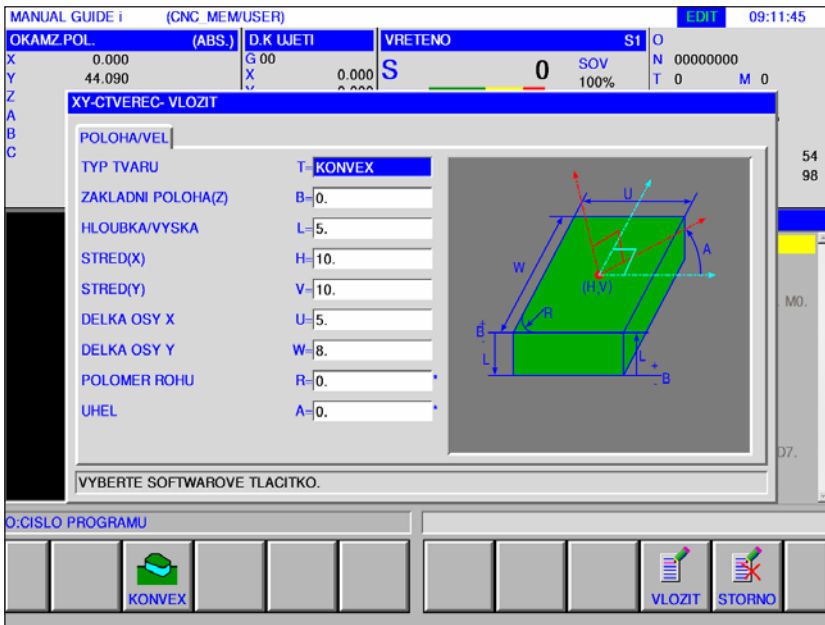 MANUAL GUIDE i (CNC_MEM/USER) EDIT 09:11:45
OKAMZ.POL. (ABS.) D.K UJETI VRETENO S1 O
X 0.000 G 00 N 00000000
Y 44.090 X 0.000 S 0 SOV T 0 M 0
100%
Z
A
B
C
54
98
XY-CTVEREC- VLOZIT
POLOHA/VEL
TYP TVARU T=KONVEX
ZAKLADNI POLOHA(Z) B=0.
HLOUBKA/VYSKA L=5.
STRED(X) H=10.
STRED(Y) V=10.
DELKA OSY X U=5.
DELKA OSY Y W=8.
POLOMER ROHU R=0. *
UHEL A=0. *
U
A
W
(H,V)
R
+
B
-
L
L
+
- B
M0.
D7.
VYBERTE SOFTWAROVE TLACITKO.
O:CISLO PROGRAMU
KONVEX VLOZIT STORNO